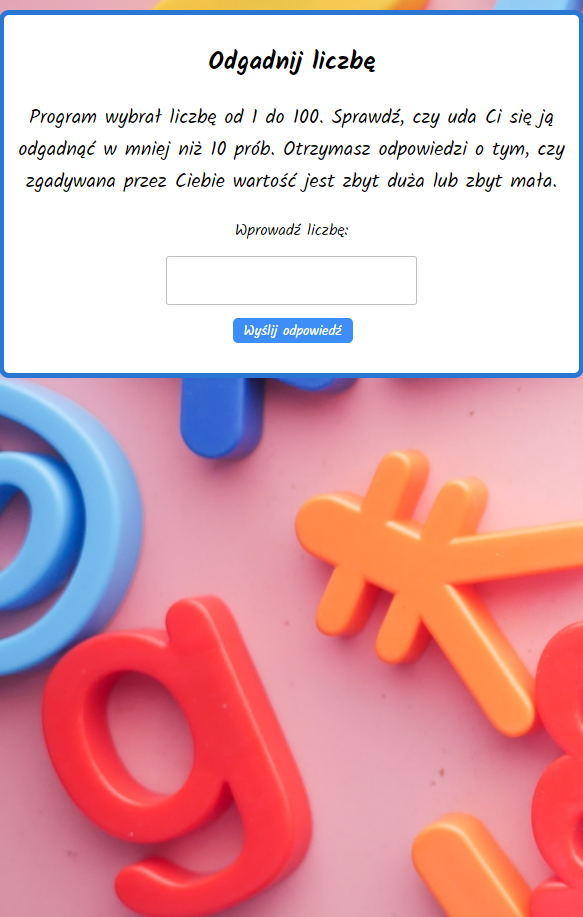 Odgadnij liczbę
Program wybrał liczbę od 1 do 100. Sprawdź, czy uda Ci się ją
odgadnąć w mniej niż 10 prób. Otrzymasz odpowiedzi o tym, czy
zgadywana przez Ciebie wartość jest zbyt duża lub zbyt mała.
Wprowadź liczbę:
Wyślij odpowiedź
g